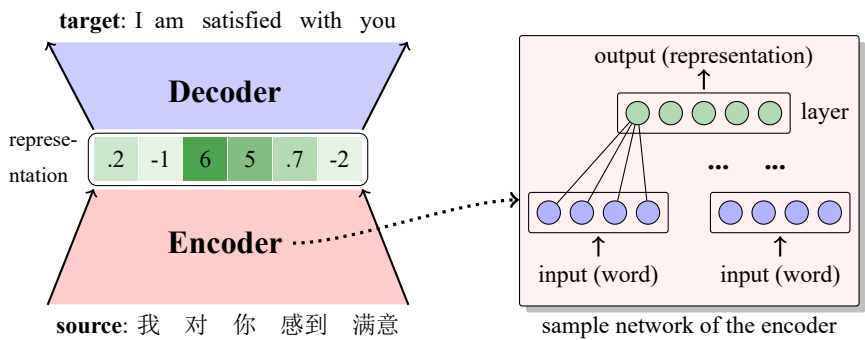 target: I am satisfied with you
Decoder
represe-
ntation
.2 -1 6 5 .7 -2
Encoder
source: 我 对 你 感到 满意
output (representation)
layer
... ...
input (word) input (word)
sample network of the encoder